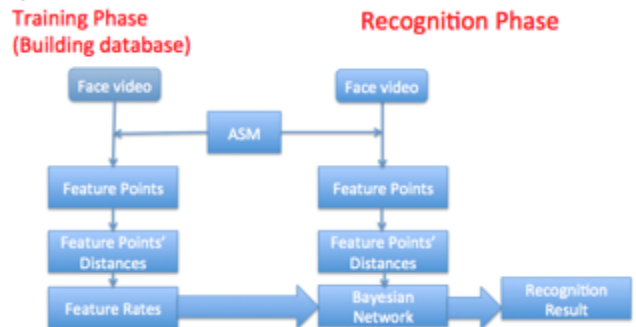 Training Phase
(Building database)
Recognition Phase
Face video
Face video
ASM
Feature Points
Feature Points
Feature Points'
Distances
Feature Points'
Distances
Feature Rates
Bayesian
Network
Recognition
Result